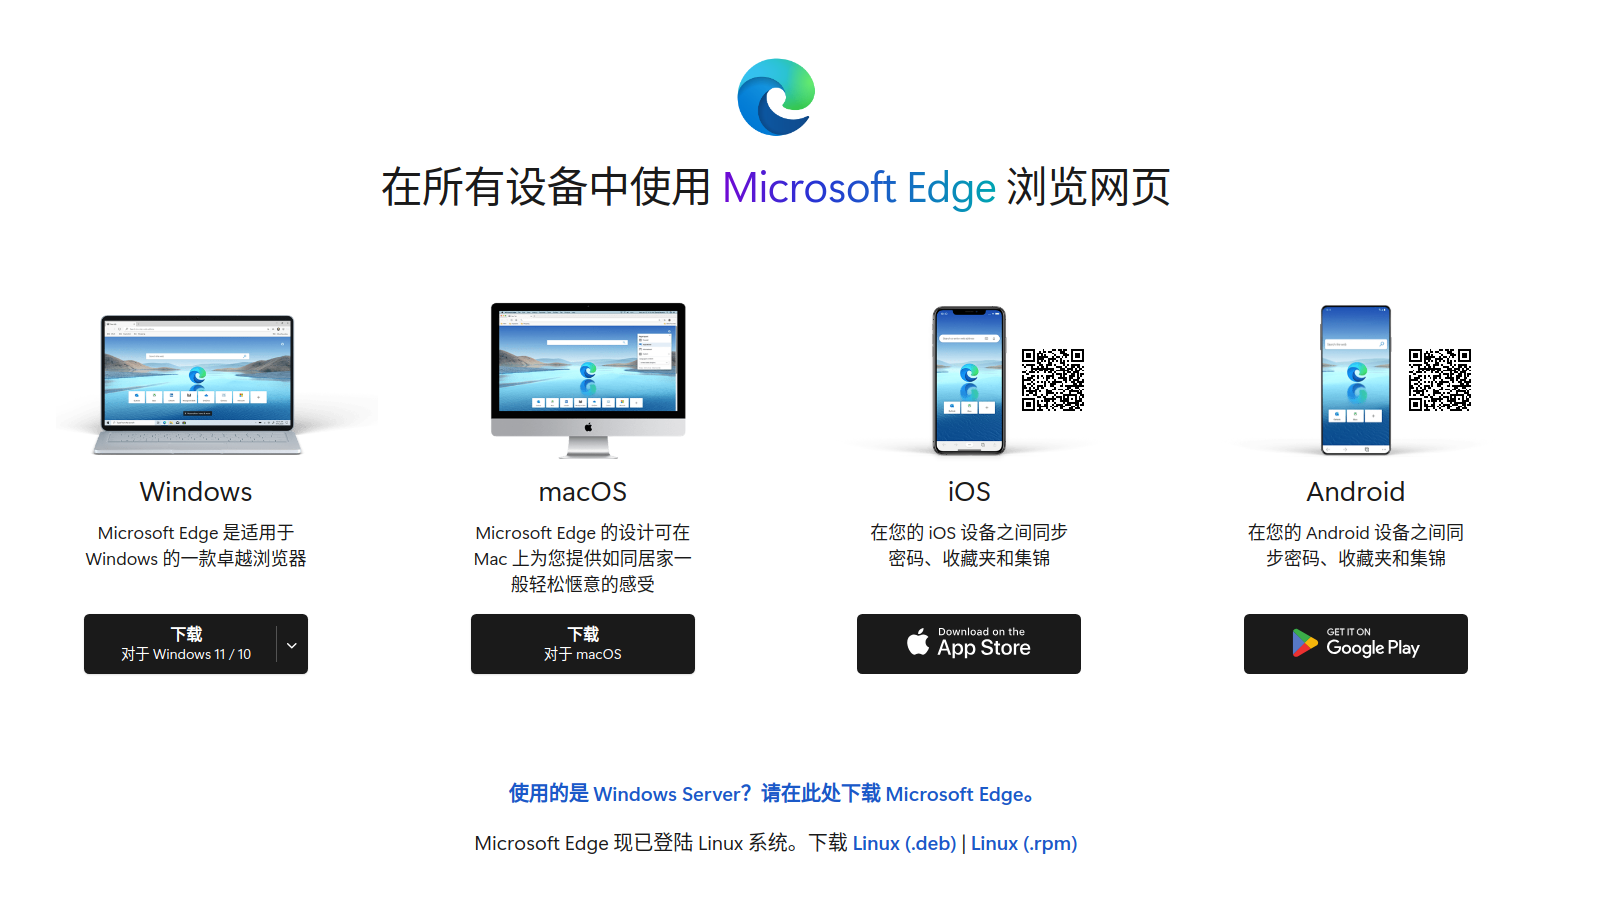 在所有设备中使用 Microsoft Edge 浏览网页
Windows
Microsoft Edge 是适用于
Windows 的一款卓越浏览器
下载
对于 Windows 11 / 10
macOS
Microsoft Edge 的设计可在
Mac 上为您提供如同居家一
般轻松惬意的感受
下载
对于 macOS
iOS
在您的 iOS 设备之间同步
密码、收藏夹和集锦
Download on the
App Store
Android
在您的 Android 设备之间同
步密码、收藏夹和集锦
GET IT ON
Google Play
使用的是 Windows Server？请在此处下载 Microsoft Edge。
Microsoft Edge 现已登陆 Linux 系统。下载 Linux (.deb) | Linux (.rpm)